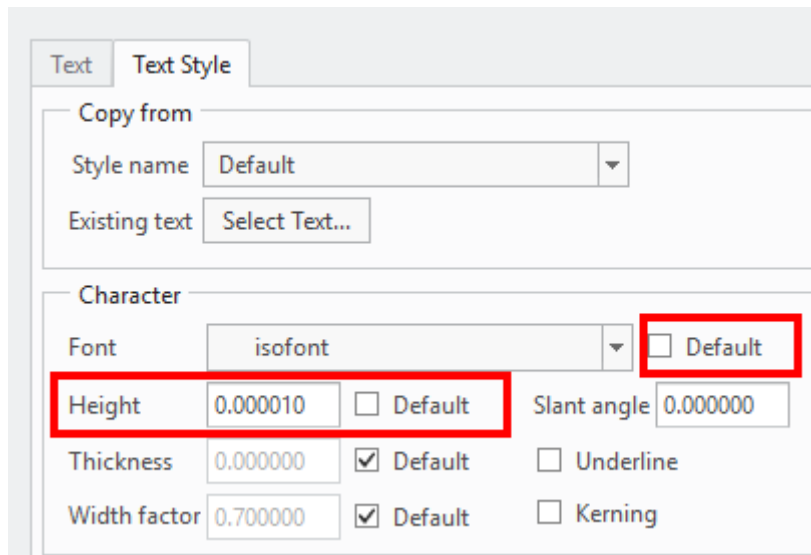 Text Text Style
Copy from
Style name Default
Existing text Select Text...
Character
Font isofont Default
Height 0.000010 Default Slant angle 0.000000
Thickness 0.000000 Default Underline
Width factor 0.700000 Default Kerning